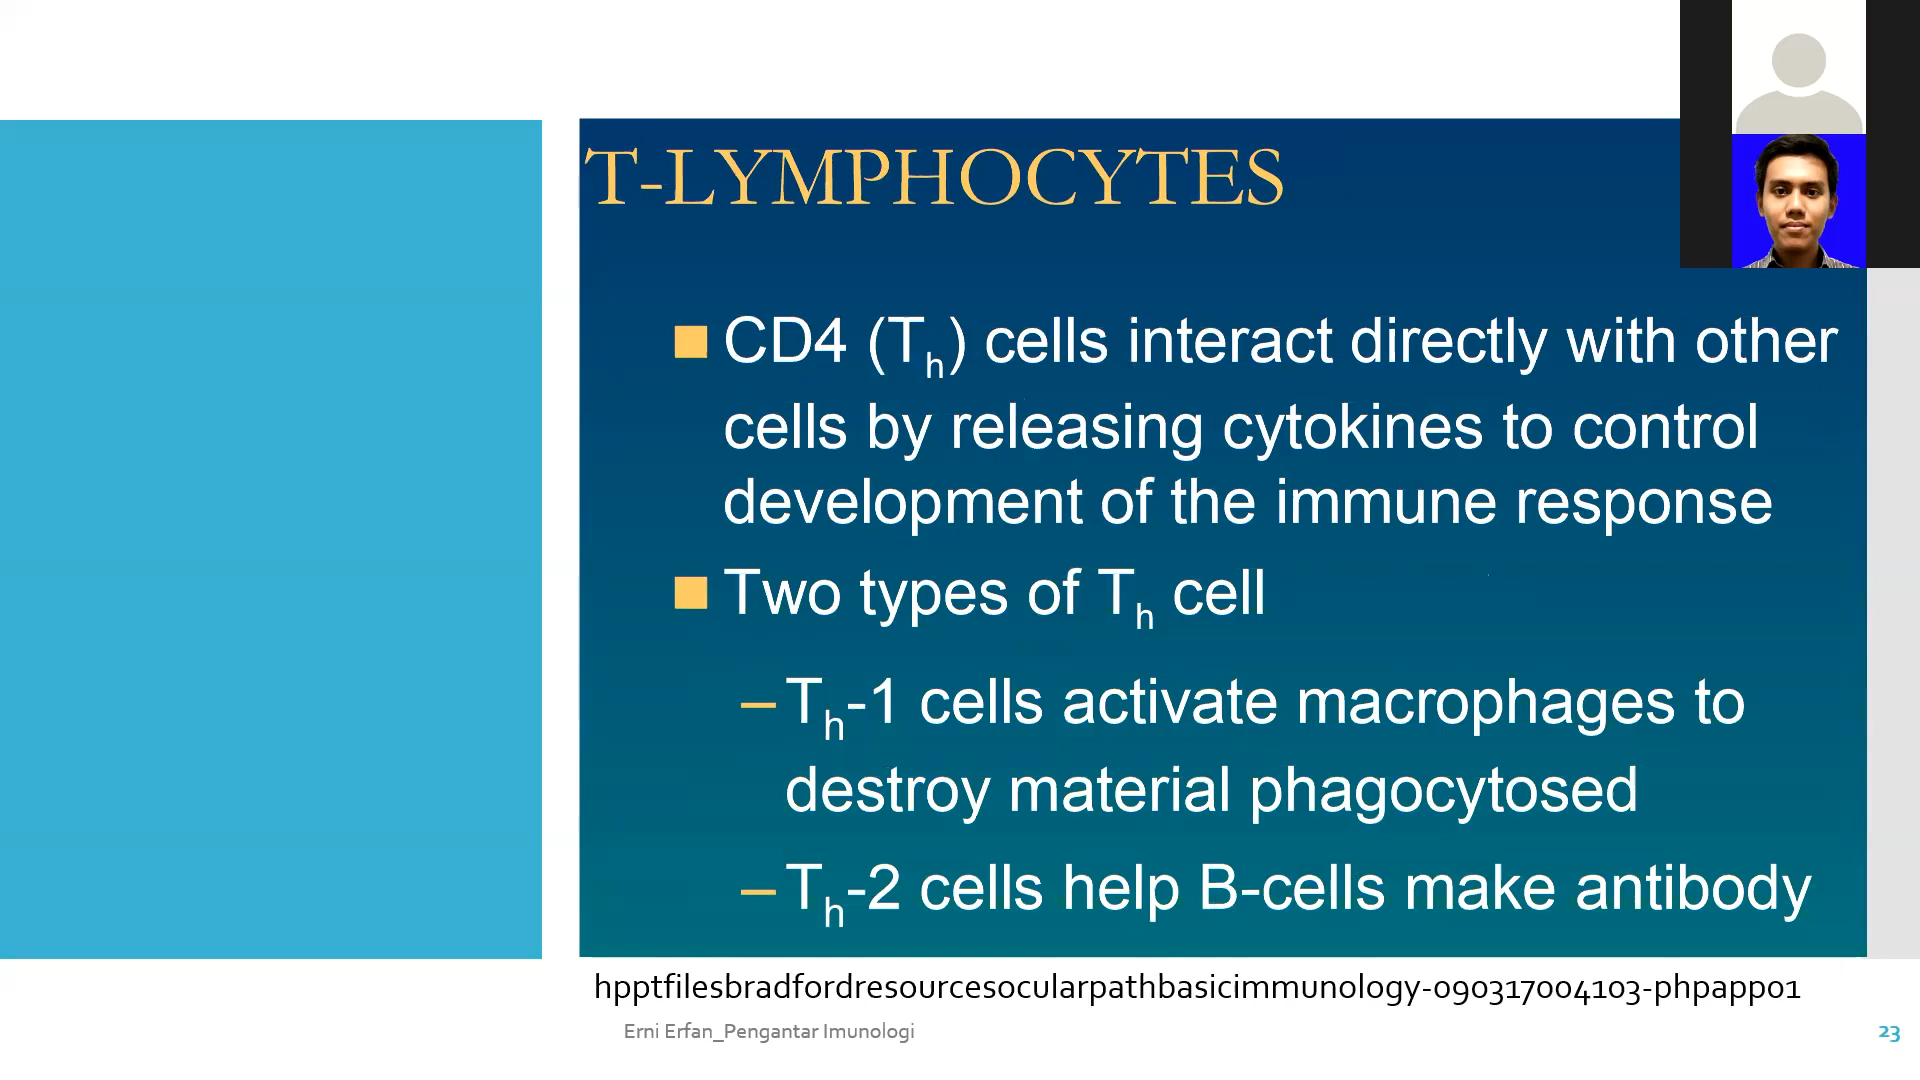 T-LYMPHOCYTES
■ CD4 (Th) cells interact directly with other
cells by releasing cytokines to control
development of the immune response
■ Two types of Th cell
– Th-1 cells activate macrophages to
destroy material phagocytosed
– Th-2 cells help B-cells make antibody
hpptfilesbradfordresourcesocularpathbasicimmunology-090317004103-phpapp01
Erni Erfan_Pengantar Imunologi
23